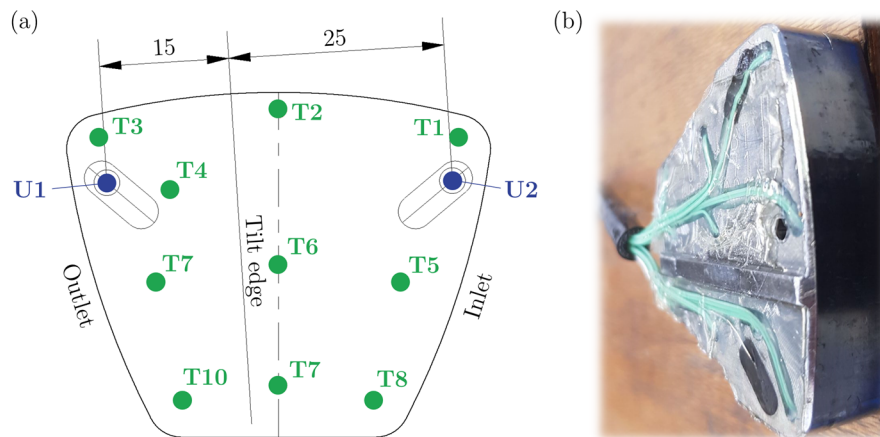 (a)
(b)
15
25
T2
T3
T1
T4
U1
U2
Tilt edge
T6
T7
T5
Outlet
Inlet
T10
T7
T8